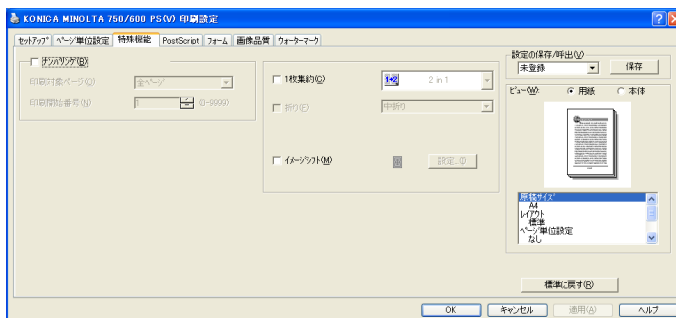 KONICA MINOLTA 750/600 PS(V) 印刷設定
セットアップ ページ単位設定 特殊機能 PostScript フォーム 画像品質 ウォーターマーク
ナンバリング(B)
印刷対象ページ(O) 全ページ
印刷開始番号(N) 1 (0-9999)
1枚集約(C) 2 in 1
折り(F) 中折り
イメージシフト(M) 設定...(I)
設定の保存/呼出(V)
未登録 保存
ビュー(W): 用紙 本体
原稿サイズ
A4
レイアウト
標準
ページ単位設定
なし
標準に戻す(R)
OK キャンセル 適用(A) ヘルプ